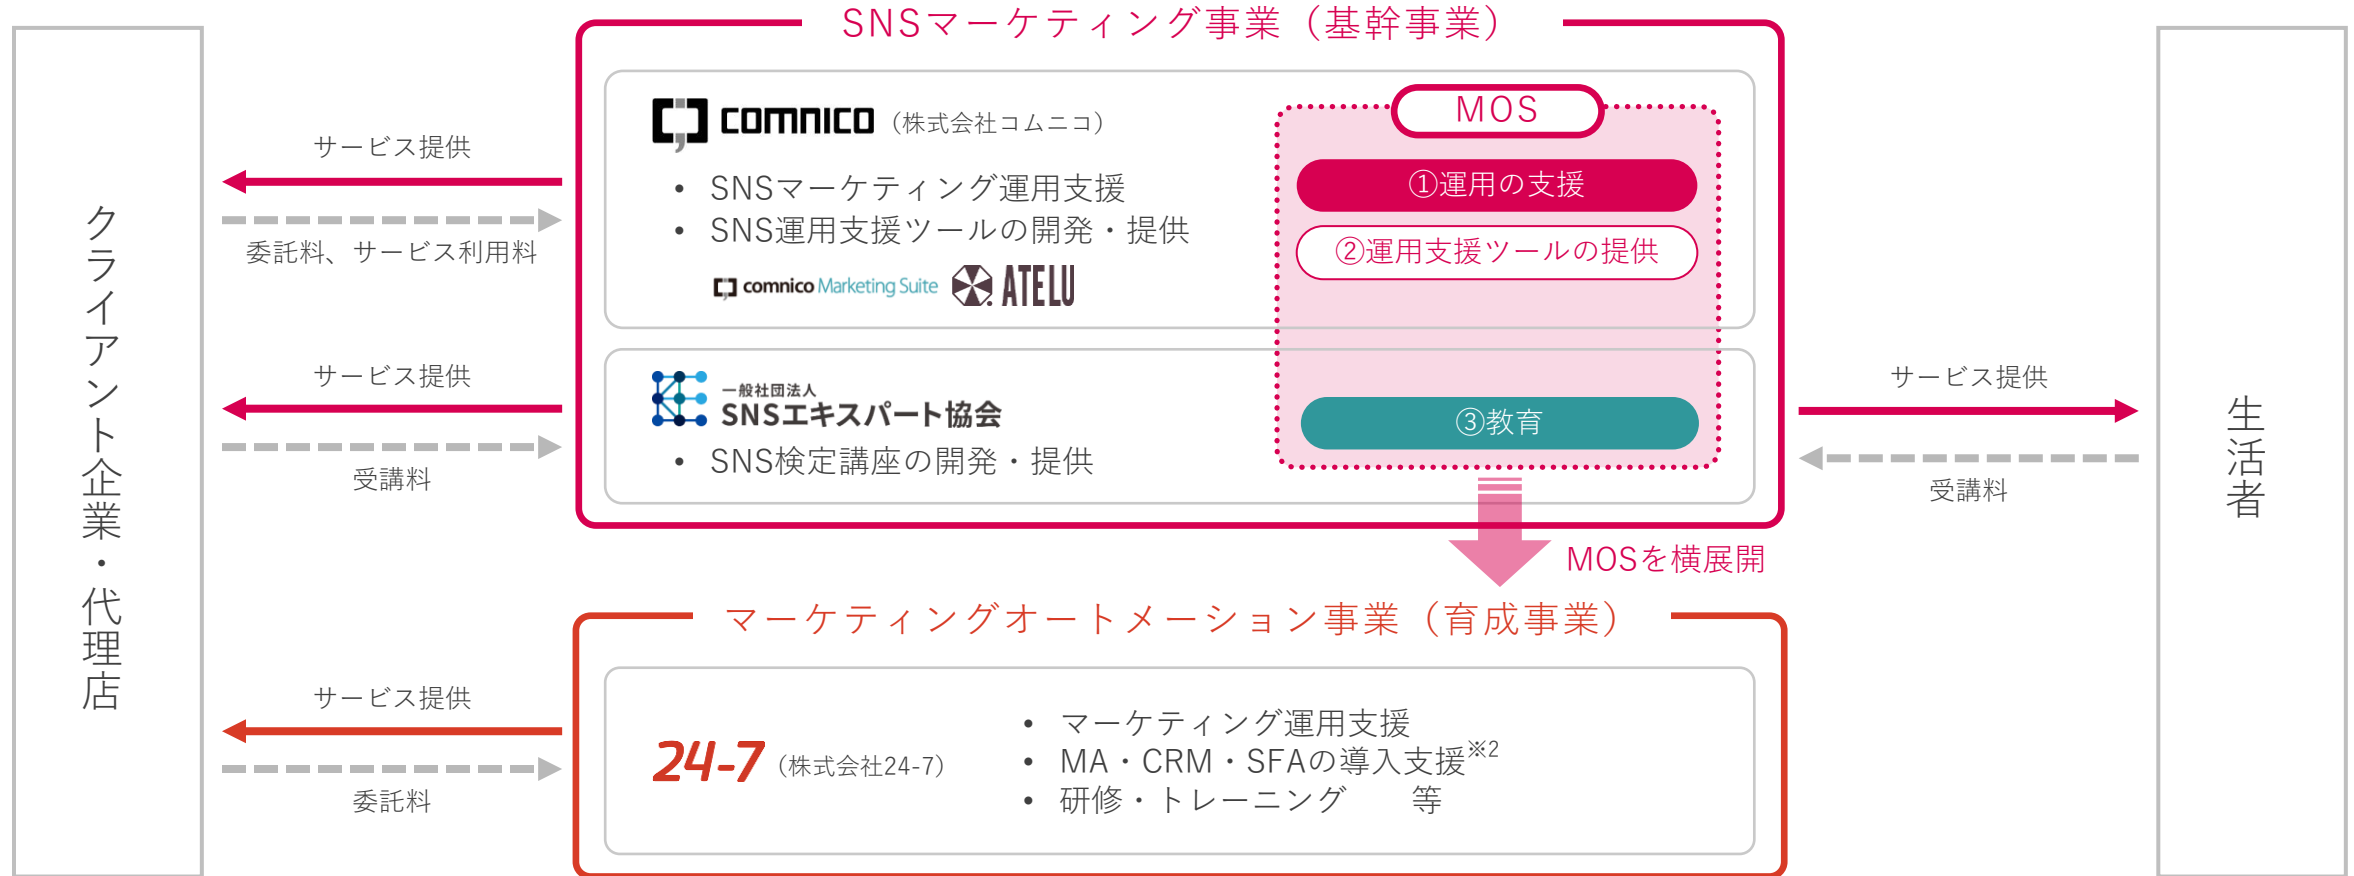 SNSマーケティング事業（基幹事業）
クライアント企業・代理店
サービス提供
委託料、サービス利用料
comnico（株式会社コムニコ）
• SNSマーケティング運用支援
• SNS運用支援ツールの開発・提供
comnico Marketing Suite ATELU
MOS
①運用の支援
②運用支援ツールの提供
サービス提供
受講料
一般社団法人
SNSエキスパート協会
• SNS検定講座の開発・提供
③教育
サービス提供
受講料
生活者
MOSを横展開
マーケティングオートメーション事業（育成事業）
サービス提供
委託料
24-7（株式会社24-7）
• マーケティング運用支援
• MA・CRM・SFAの導入支援※2
• 研修・トレーニング　　等